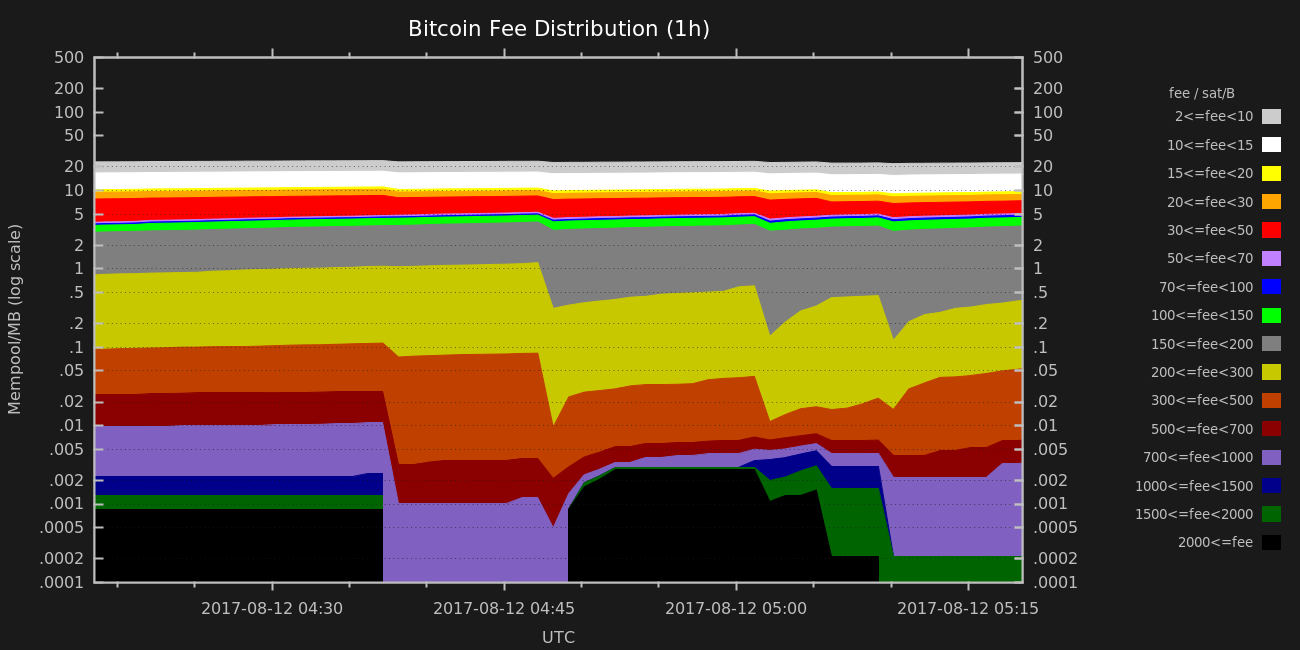 Bitcoin Fee Distribution (1h)
Mempool/MB (log scale)
500
200
100
50
20
10
5
2
1
.5
.2
.1
.05
.02
.01
.005
.002
.001
.0005
.0002
.0001
500
200
100
50
20
10
5
2
1
.5
.2
.1
.05
.02
.01
.005
.002
.001
.0005
.0002
.0001
2017-08-12 04:30 2017-08-12 04:45 2017-08-12 05:00 2017-08-12 05:15
UTC
fee / sat/B
2<=fee<10
10<=fee<15
15<=fee<20
20<=fee<30
30<=fee<50
50<=fee<70
70<=fee<100
100<=fee<150
150<=fee<200
200<=fee<300
300<=fee<500
500<=fee<700
700<=fee<1000
1000<=fee<1500
1500<=fee<2000
2000<=fee